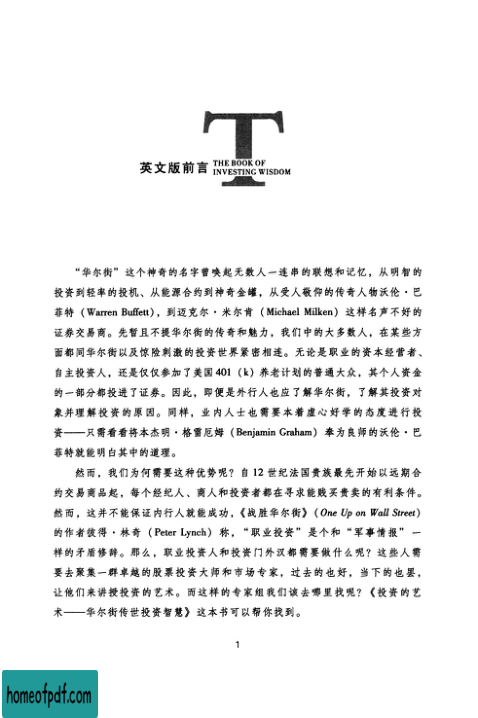 英文版前言
THE BOOK OF
INVESTING WISDOM
“华尔街”这个神奇的名字曾唤起无数人一连串的联想和记忆，从明智的
投资到轻率的投机、从能源合约到神奇金罐，从受人敬仰的传奇人物沃伦·巴
菲特（Warren Buffett），到迈克尔·米尔肯（Michael Milken）这样名声不好的
证券交易商。先暂且不提华尔街的传奇和魅力，我们中的大多数人，在某些方
面都同华尔街以及惊险刺激的投资世界紧密相连。无论是职业的资本经营者、
自主投资人，还是仅仅参加了美国401（k）养老计划的普通大众，其个人资金
的一部分都投进了证券。因此，即便是外行人也应了解华尔街，了解其投资对
象并理解投资的原因。同样，业内人士也需要本着虚心好学的态度进行投
资——只需看看将本杰明·格雷厄姆（Benjamin Graham）奉为良师的沃伦·巴
菲特就能明白其中的道理。
然而，我们为何需要这种优势呢？自12世纪法国贵族最先开始以远期合
约交易商品起，每个经纪人、商人和投资者都在寻求能贱买贵卖的有利条件。
然而，这并不能保证内行人就能成功，《战胜华尔街》（One Up on Wall Street）
的作者彼得·林奇（Peter Lynch）称，“职业投资”是个和“军事情报”一
样的矛盾修辞。那么，职业投资人和投资门外汉都需要做什么呢？这些人需
要去聚集一群卓越的股票投资大师和市场专家，过去的也好，当下的也罢，
让他们来讲授投资的艺术。而这样的专家组我们该去哪里找呢？《投资的艺
术——华尔街传世投资智慧》这本书可以帮你找到。
1
homeofpdf.com